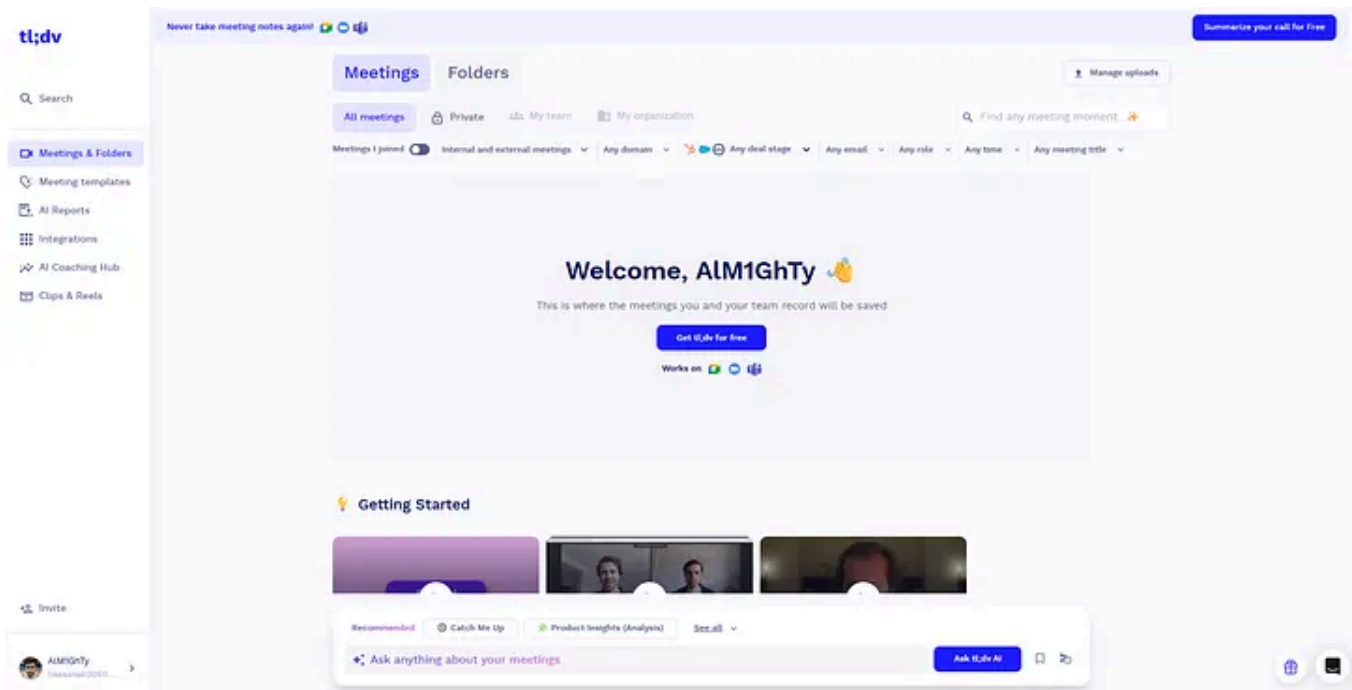 tl;dv
Never take meeting notes again!
Summarize your call for Free
Search
Meetings & Folders
Meeting templates
AI Reports
Integrations
AI Coaching Hub
Clips & Reels
Invite
AlM1GhTy
Meetings Folders
Manage uploads
All meetings Private My team My organization
Find any meeting moment
Meetings I joined Internal and external meetings Any domain Any deal stage Any email Any role Any time Any meeting title
Welcome, AlM1GhTy
This is where the meetings you and your team record will be saved
Get tl;dv for free
Works on
Getting Started
Recommended Catch Me Up Product Insights (Analysis) See all
Ask anything about your meetings
Ask tl;dv AI